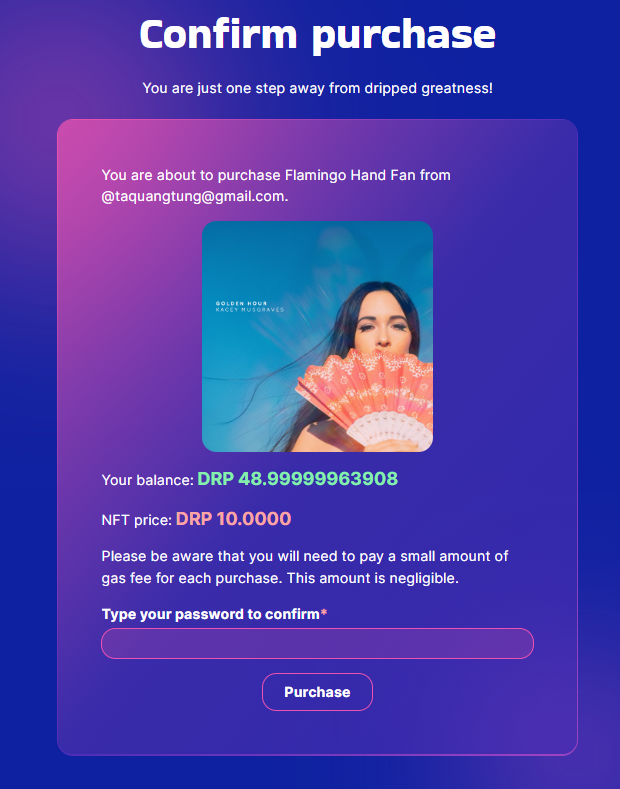 Confirm purchase
You are just one step away from dripped greatness!
You are about to purchase Flamingo Hand Fan from
@taquangtung@gmail.com.
GOLDEN HOUR
KACEY MUSGRAVES
Your balance: DRP 48.99999963908
NFT price: DRP 10.0000
Please be aware that you will need to pay a small amount of
gas fee for each purchase. This amount is negligible.
Type your password to confirm*
Purchase